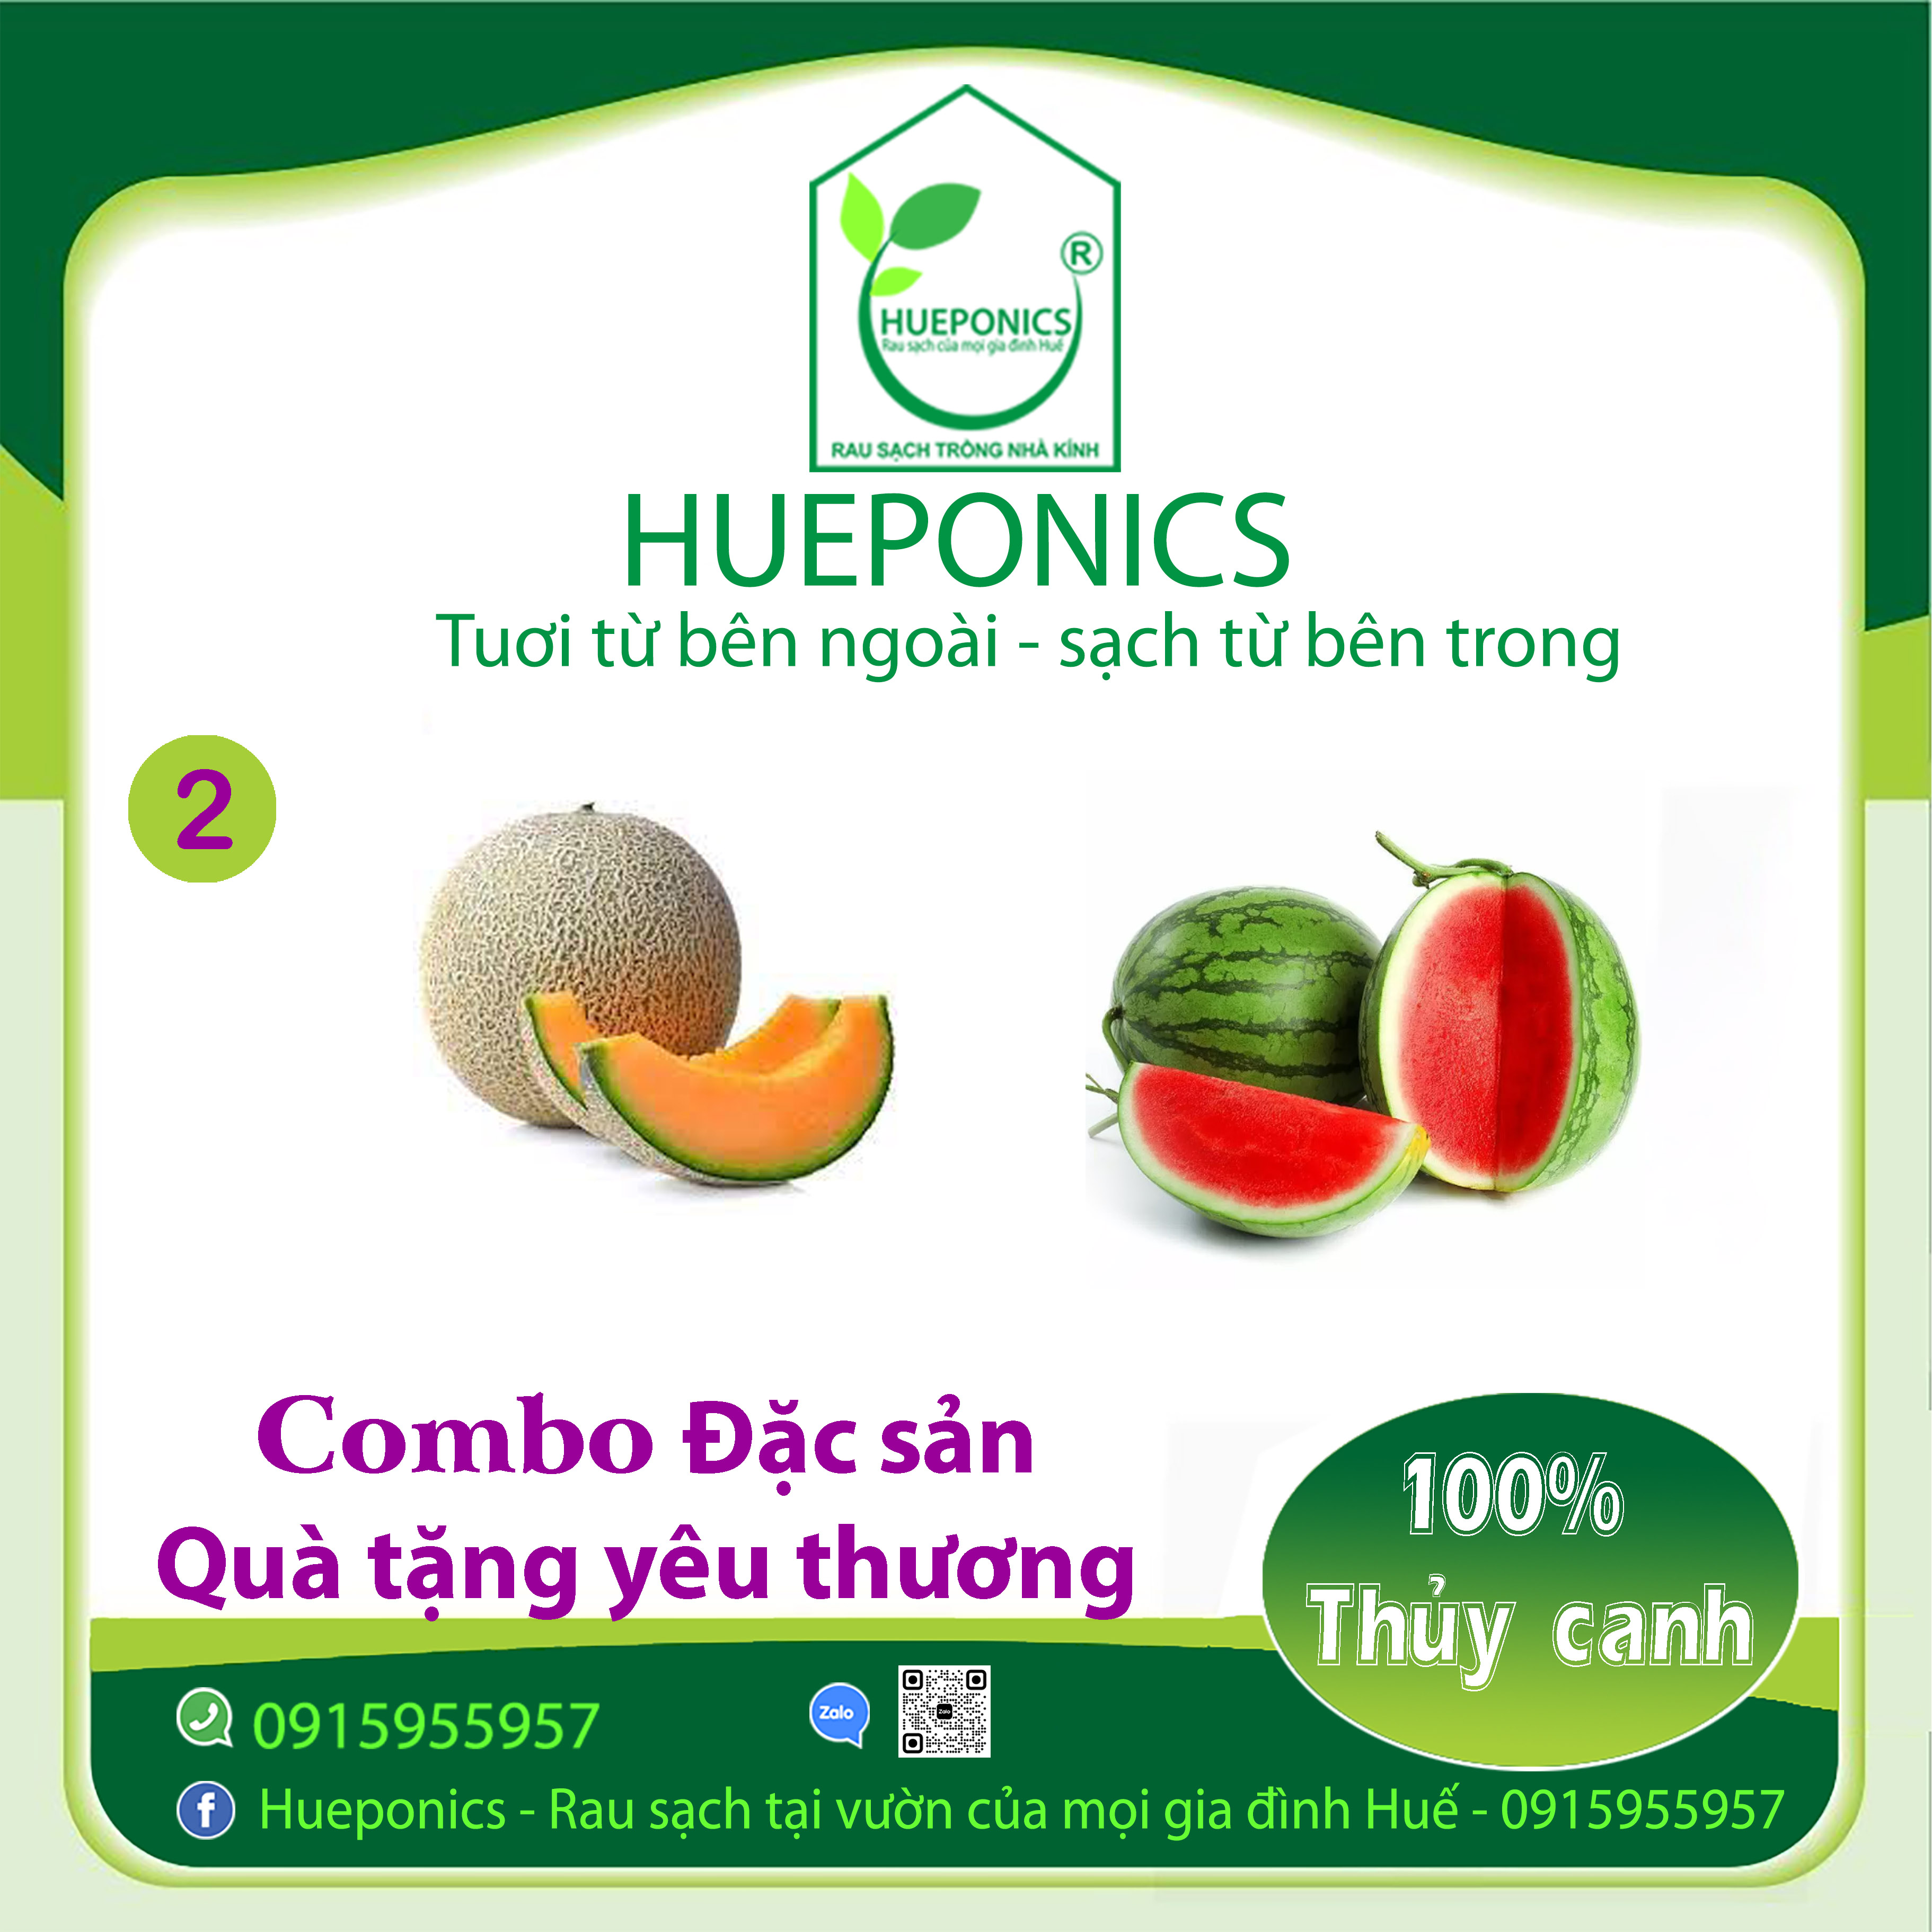 ®
HUEPONICS
Rau sạch của mọi gia đình Huế
RAU SẠCH TRỒNG NHÀ KÍNH
HUEPONICS
Tuơi từ bên ngoài - sạch từ bên trong
2
Combo Đặc sản
Quà tặng yêu thương
100%
Thủy canh
0915955957
Zalo
Zalo
f Hueponics - Rau sạch tại vườn của mọi gia đình Huế - 0915955957